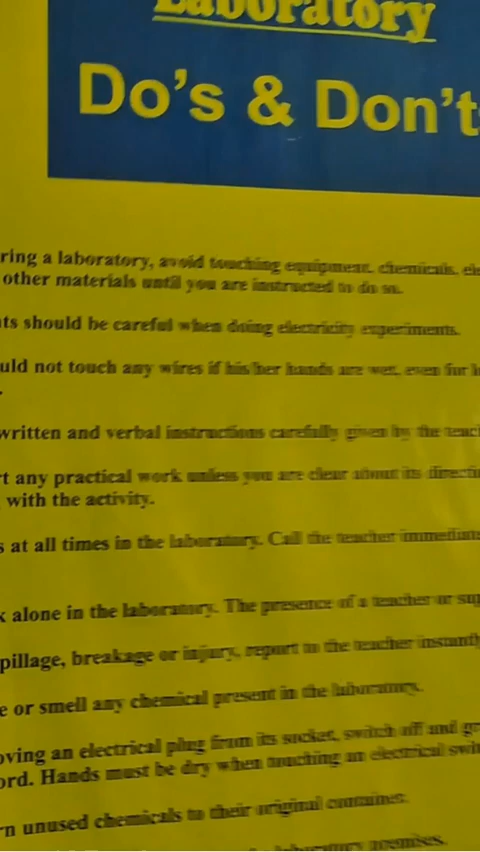 Laboratory
Do's & Don't
ring a laboratory, avoid touching equipment, chemicals,
other materials until you are instructed to do so.
ts should be careful when doing electricity experiments.
uld not touch any wires if his/her hands are wet, even for
written and verbal instructions carefully given by the
t any practical work unless you are clear about its
with the activity.
s at all times in the laboratory. Call the teacher
k alone in the laboratory. The presence of a teacher or
pillage, breakage or injury, report to the teacher
e or smell any chemical present in the laboratory.
oving an electrical plug from its socket, switch off and
ord. Hands must be dry when touching an electrical
rn unused chemicals to their original container.
laboratory premises.